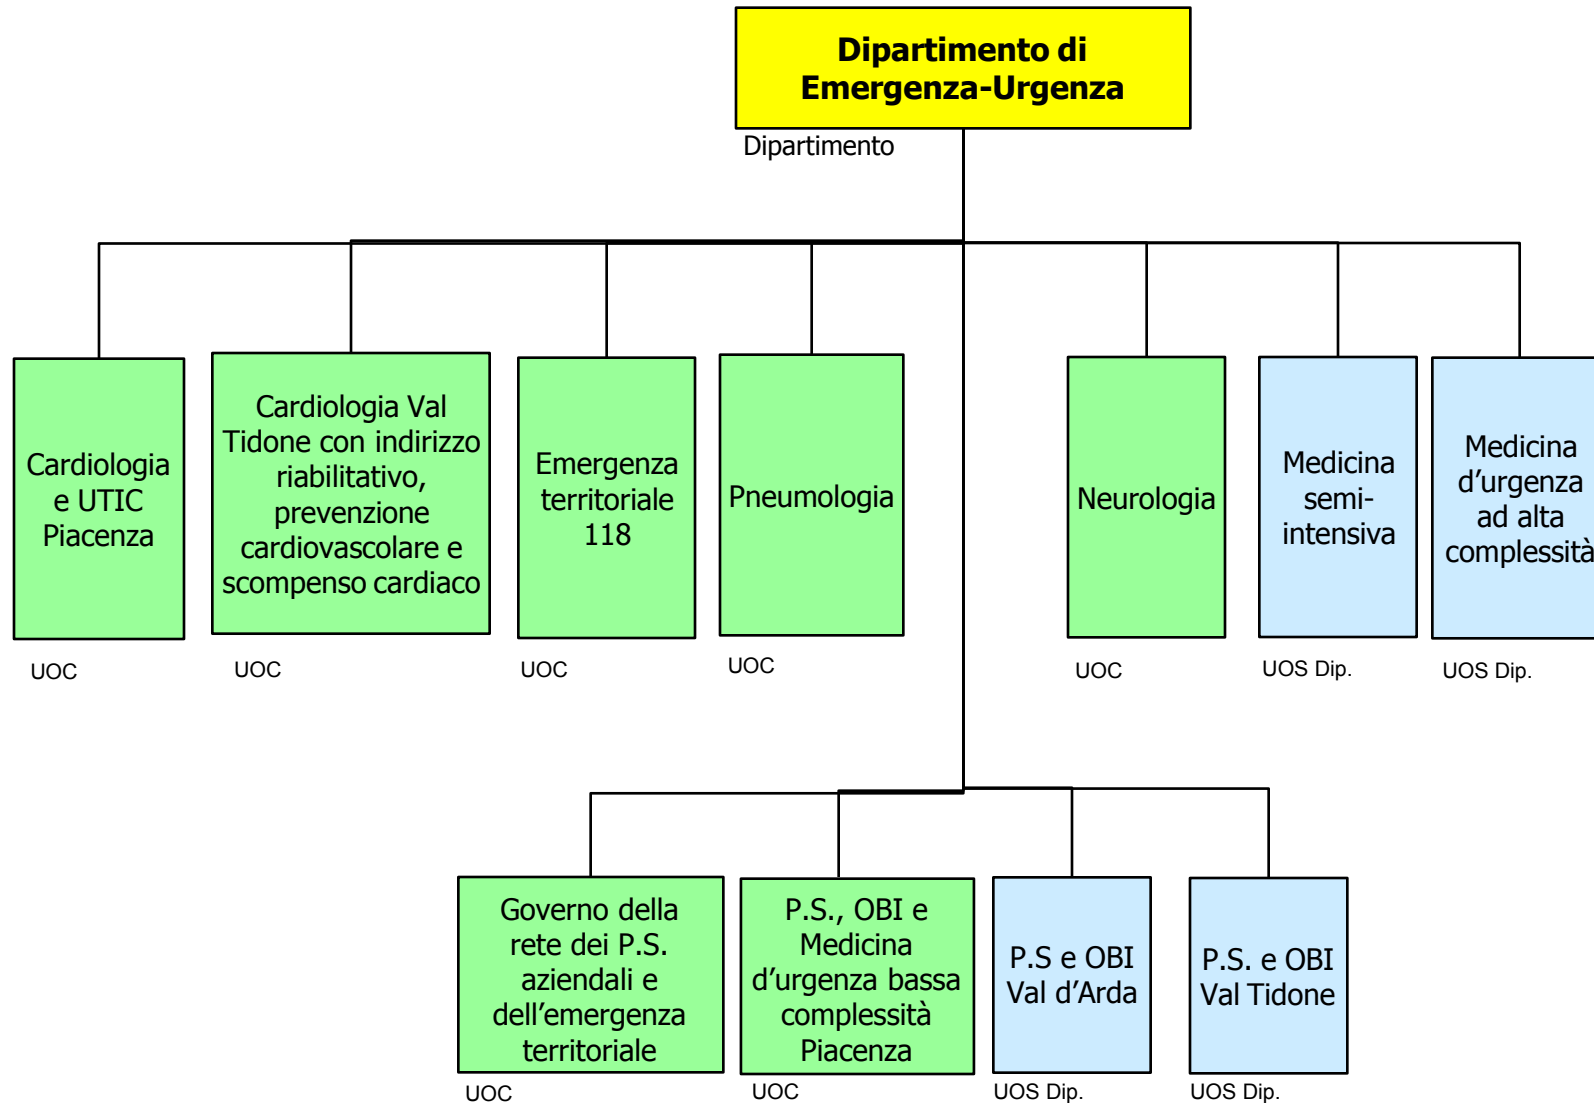 Dipartimento di
Emergenza-Urgenza
Dipartimento
Cardiologia
e UTIC
Piacenza
UOC
Cardiologia Val
Tidone con indirizzo
riabilitativo,
prevenzione
cardiovascolare e
scompenso cardiaco
UOC
Emergenza
territoriale
118
UOC
Pneumologia
UOC
Neurologia
UOC
Medicina
semi-
intensiva
UOS Dip.
Medicina
d’urgenza
ad alta
complessità
UOS Dip.
Governo della
rete dei P.S.
aziendali e
dell’emergenza
territoriale
UOC
P.S., OBI e
Medicina
d’urgenza bassa
complessità
Piacenza
UOC
P.S e OBI
Val d’Arda
UOS Dip.
P.S. e OBI
Val Tidone
UOS Dip.